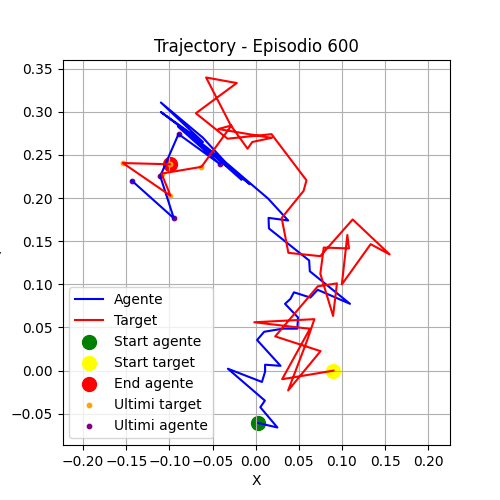 Trajectory - Episodio 600
0.35
0.30
0.25
0.20
0.15
0.10
0.05
0.00
−0.05
Agente
Target
Start agente
Start target
End agente
Ultimi target
Ultimi agente
−0.20 −0.15 −0.10 −0.05 0.00 0.05 0.10 0.15 0.20
X